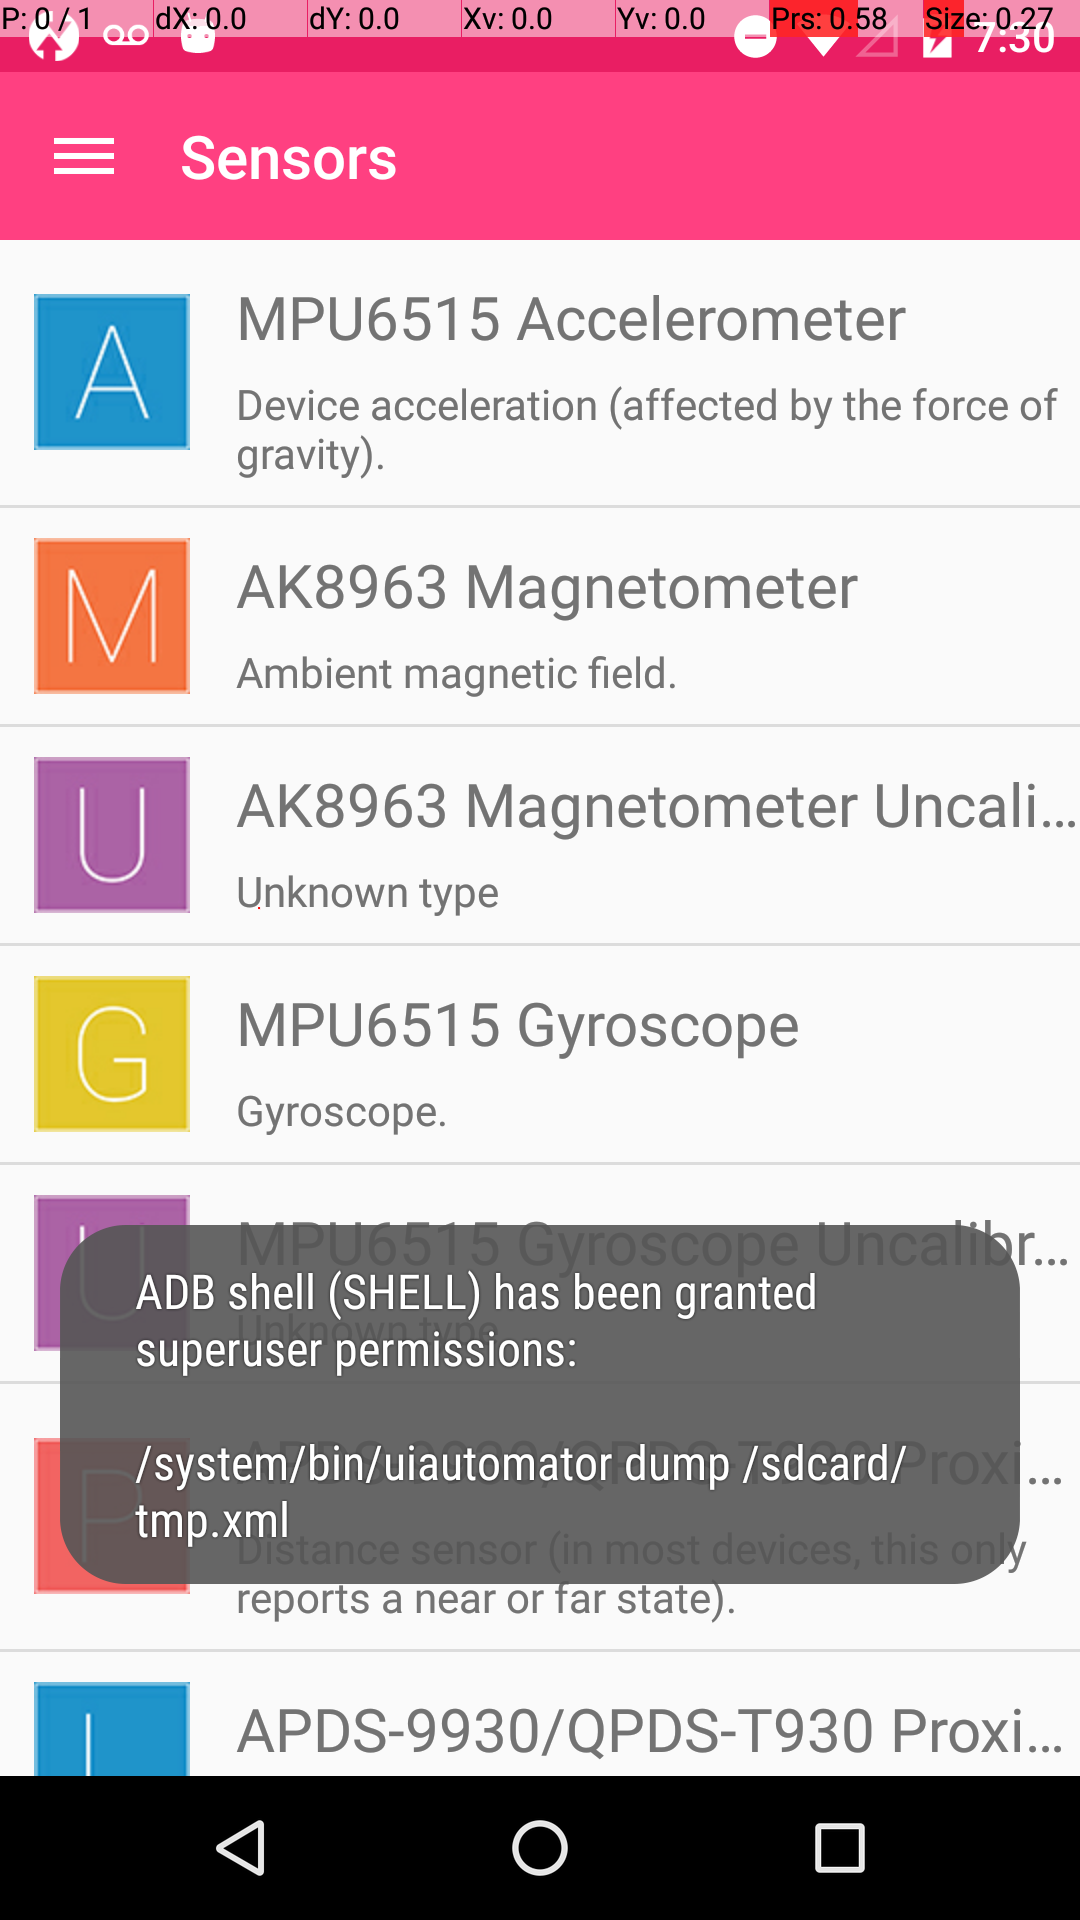 P: 0 / 1 dX: 0.0 dY: 0.0 Xv: 0.0 Yv: 0.0 Prs: 0.58 Size: 0.27
7:30
Sensors
A
MPU6515 Accelerometer
Device acceleration (affected by the force of
gravity).
M
AK8963 Magnetometer
Ambient magnetic field.
U
AK8963 Magnetometer Uncali...
Unknown type
G
MPU6515 Gyroscope
Gyroscope.
U
MPU6515 Gyroscope Uncalibr...
Unknown type
ADB shell (SHELL) has been granted
superuser permissions:
/system/bin/uiautomator dump /sdcard/
tmp.xml
P
APDS-9930/QPDS-T930 Proxi...
Distance sensor (in most devices, this only
reports a near or far state).
L
APDS-9930/QPDS-T930 Proxi...